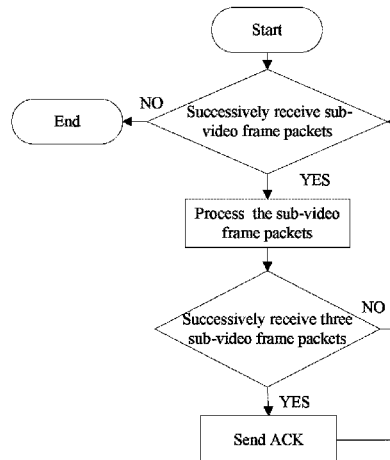 Start
Successively receive sub-
video frame packets
NO
End
YES
Process the sub-video
frame packets
Successively receive three
sub-video frame packets
NO
YES
Send ACK